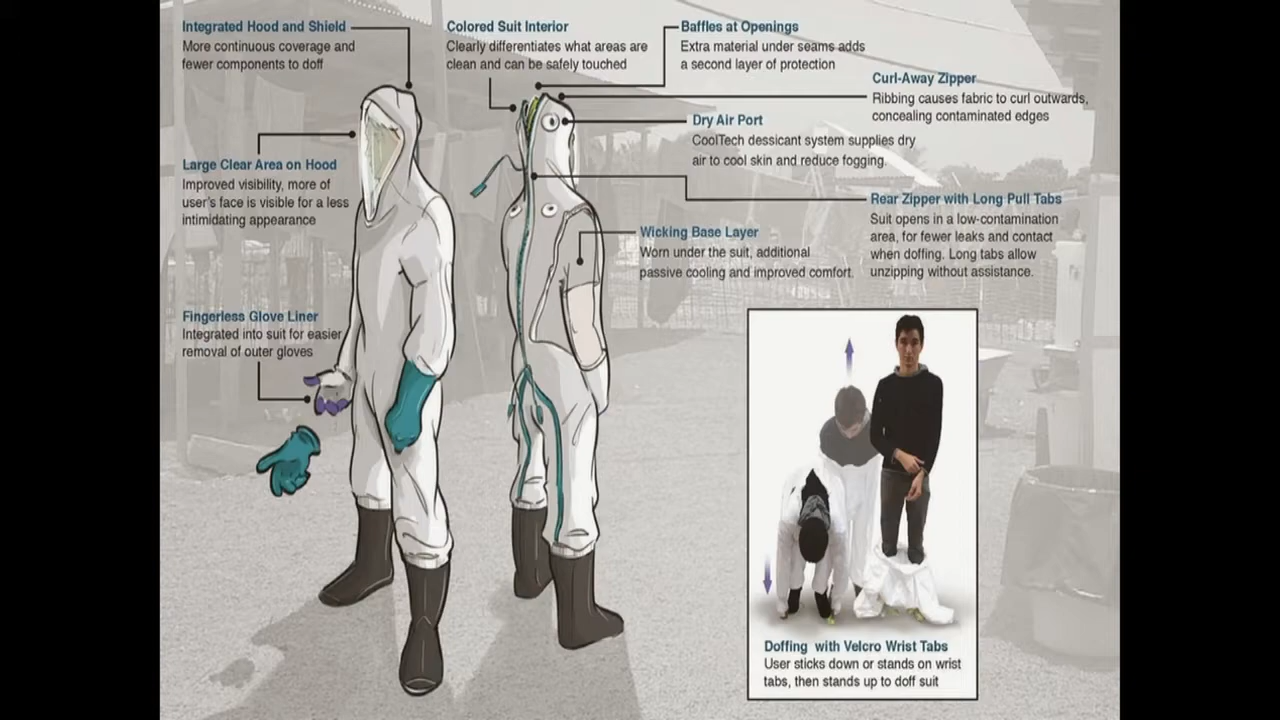 Integrated Hood and Shield
More continuous coverage and
fewer components to doff
Colored Suit Interior
Clearly differentiates what areas are
clean and can be safely touched
Baffles at Openings
Extra material under seams adds
a second layer of protection
Curl-Away Zipper
Ribbing causes fabric to curl outwards,
concealing contaminated edges
Dry Air Port
CoolTech dessicant system supplies dry
air to cool skin and reduce fogging.
Large Clear Area on Hood
Improved visibility, more of
user's face is visible for a less
intimidating appearance
Rear Zipper with Long Pull Tabs
Suit opens in a low-contamination
area, for fewer leaks and contact
when doffing. Long tabs allow
unzipping without assistance.
Wicking Base Layer
Worn under the suit, additional
passive cooling and improved comfort.
Fingerless Glove Liner
Integrated into suit for easier
removal of outer gloves
Doffing with Velcro Wrist Tabs
User sticks down or stands on wrist
tabs, then stands up to doff suit